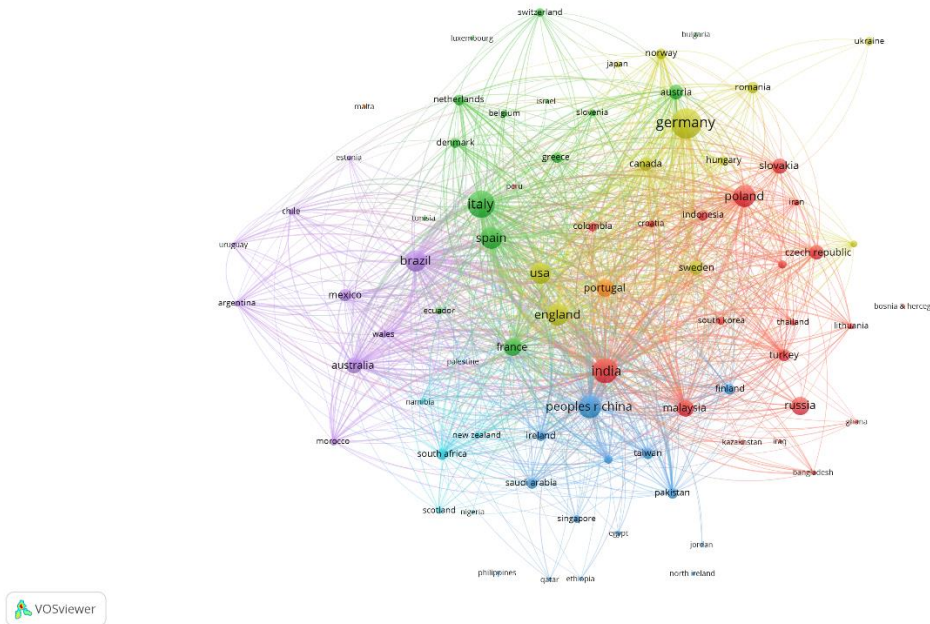 switzerland
luxembourg
bulgaria
ukraine
norway
japan
romania
austria
netherlands
israel
malta
belgium
slovenia
germany
denmark
greece
hungary
estonia
canada
slovakia
peru
poland
italy
iran
chile
tunisia
indonesia
colombia
croatia
spain
uruguay
czech republic
brazil
usa
sweden
portugal
mexico
argentina
bosnia & herceg
ecuador
england
south korea
thailand
lithuania
wales
france
turkey
palestine
australia
india
finland
namibia
peoples r china
malaysia
russia
ghana
new zealand
ireland
morocco
kazakhstan
iraq
south africa
taiwan
bangladesh
saudi arabia
pakistan
scotland
nigeria
singapore
egypt
jordan
philippines
north ireland
qatar
ethiopia
VOSviewer